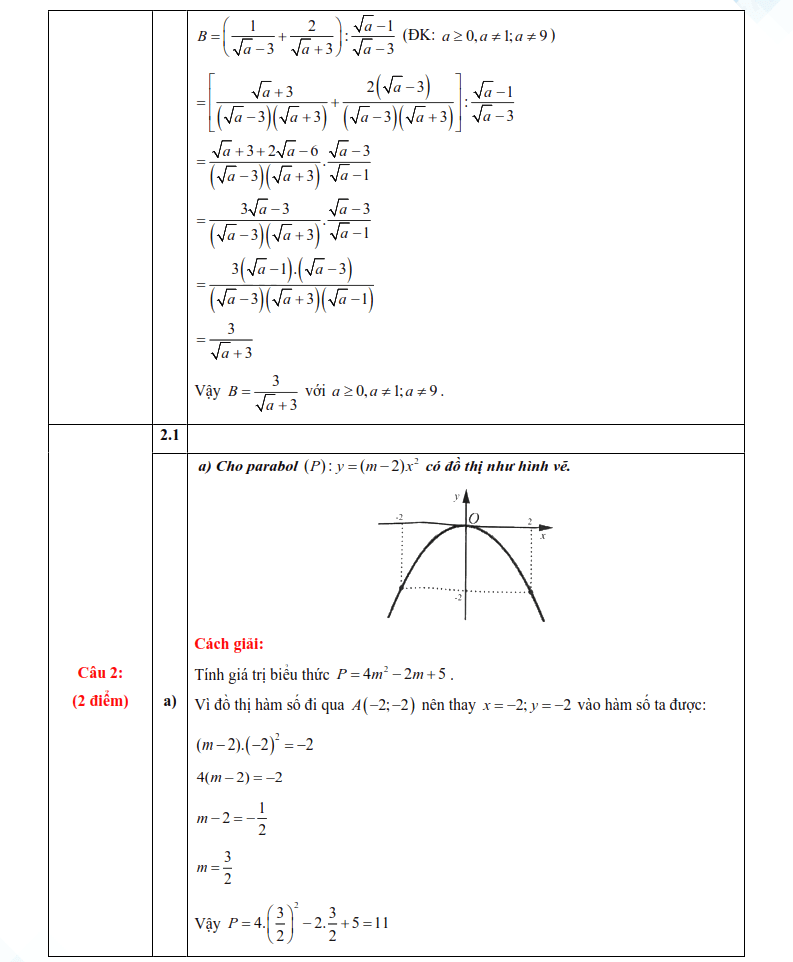 B = (1/(√a − 3) + 2/(√a + 3)) : (√a − 1)/(√a − 3) (ĐK: a ≥ 0, a ≠ 1; a ≠ 9)
= [(√a + 3)/((√a − 3)(√a + 3)) + 2(√a − 3)/((√a − 3)(√a + 3))] : (√a − 1)/(√a − 3)
= (√a + 3 + 2√a − 6)/((√a − 3)(√a + 3)) . (√a − 3)/(√a − 1)
= (3√a − 3)/((√a − 3)(√a + 3)) . (√a − 3)/(√a − 1)
= 3(√a − 1).(√a − 3)/((√a − 3)(√a + 3)(√a − 1))
= 3/(√a + 3)
Vậy B = 3/(√a + 3) với a ≥ 0, a ≠ 1; a ≠ 9.
2.1
a) Cho parabol (P): y = (m − 2)x² có đồ thị như hình vẽ.
y
-2 O 2
x
-2
Cách giải:
Câu 2:
(2 điểm)
a)
Tính giá trị biểu thức P = 4m² − 2m + 5 .
Vì đồ thị hàm số đi qua A(−2;−2) nên thay x = −2; y = −2 vào hàm số ta được:
(m − 2).(−2)² = −2
4(m − 2) = −2
m − 2 = −1/2
m = 3/2
Vậy P = 4.(3/2)² − 2.3/2 + 5 = 11